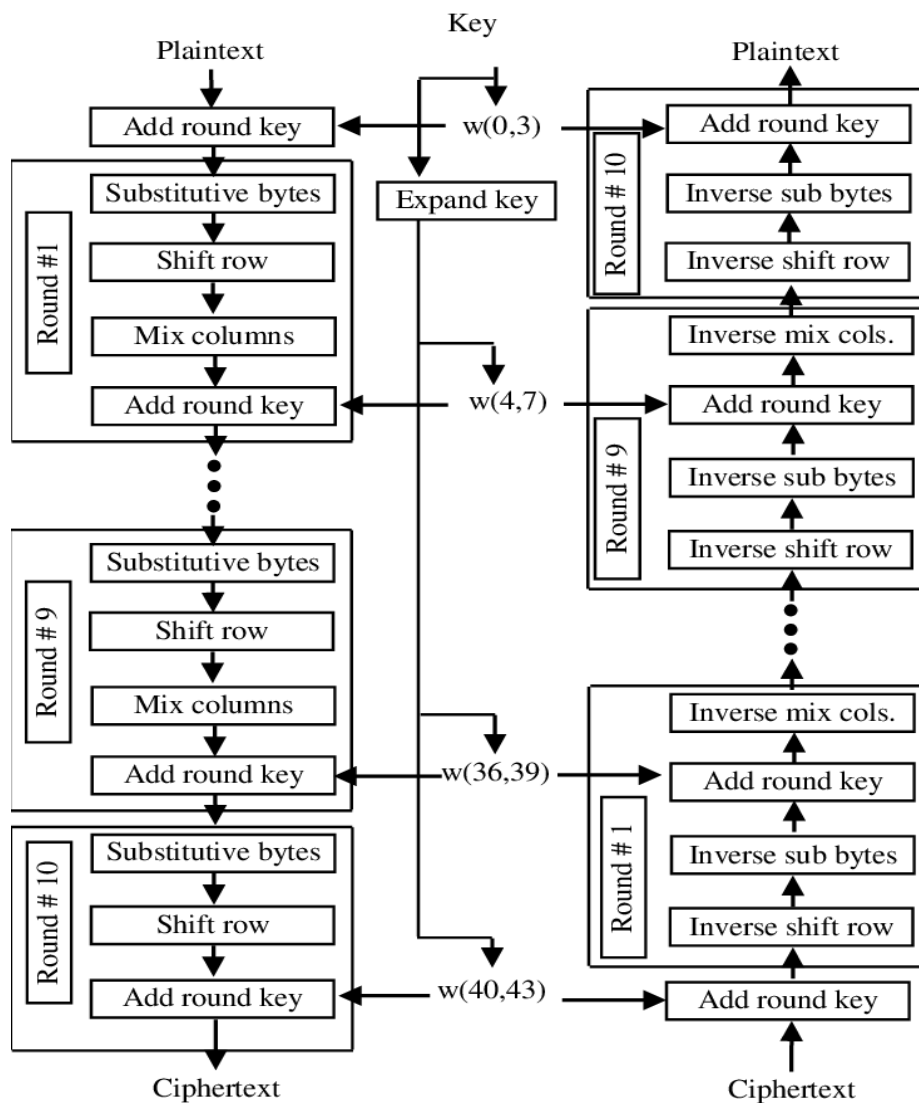 Plaintext
Add round key
Round #1
Substitutive bytes
Shift row
Mix columns
Add round key
Round # 9
Substitutive bytes
Shift row
Mix columns
Add round key
Round # 10
Substitutive bytes
Shift row
Add round key
Ciphertext
Key
w(0,3)
Expand key
w(4,7)
w(36,39)
w(40,43)
Plaintext
Round # 10
Add round key
Inverse sub bytes
Inverse shift row
Round # 9
Inverse mix cols.
Add round key
Inverse sub bytes
Inverse shift row
Round # 1
Inverse mix cols.
Add round key
Inverse sub bytes
Inverse shift row
Add round key
Ciphertext